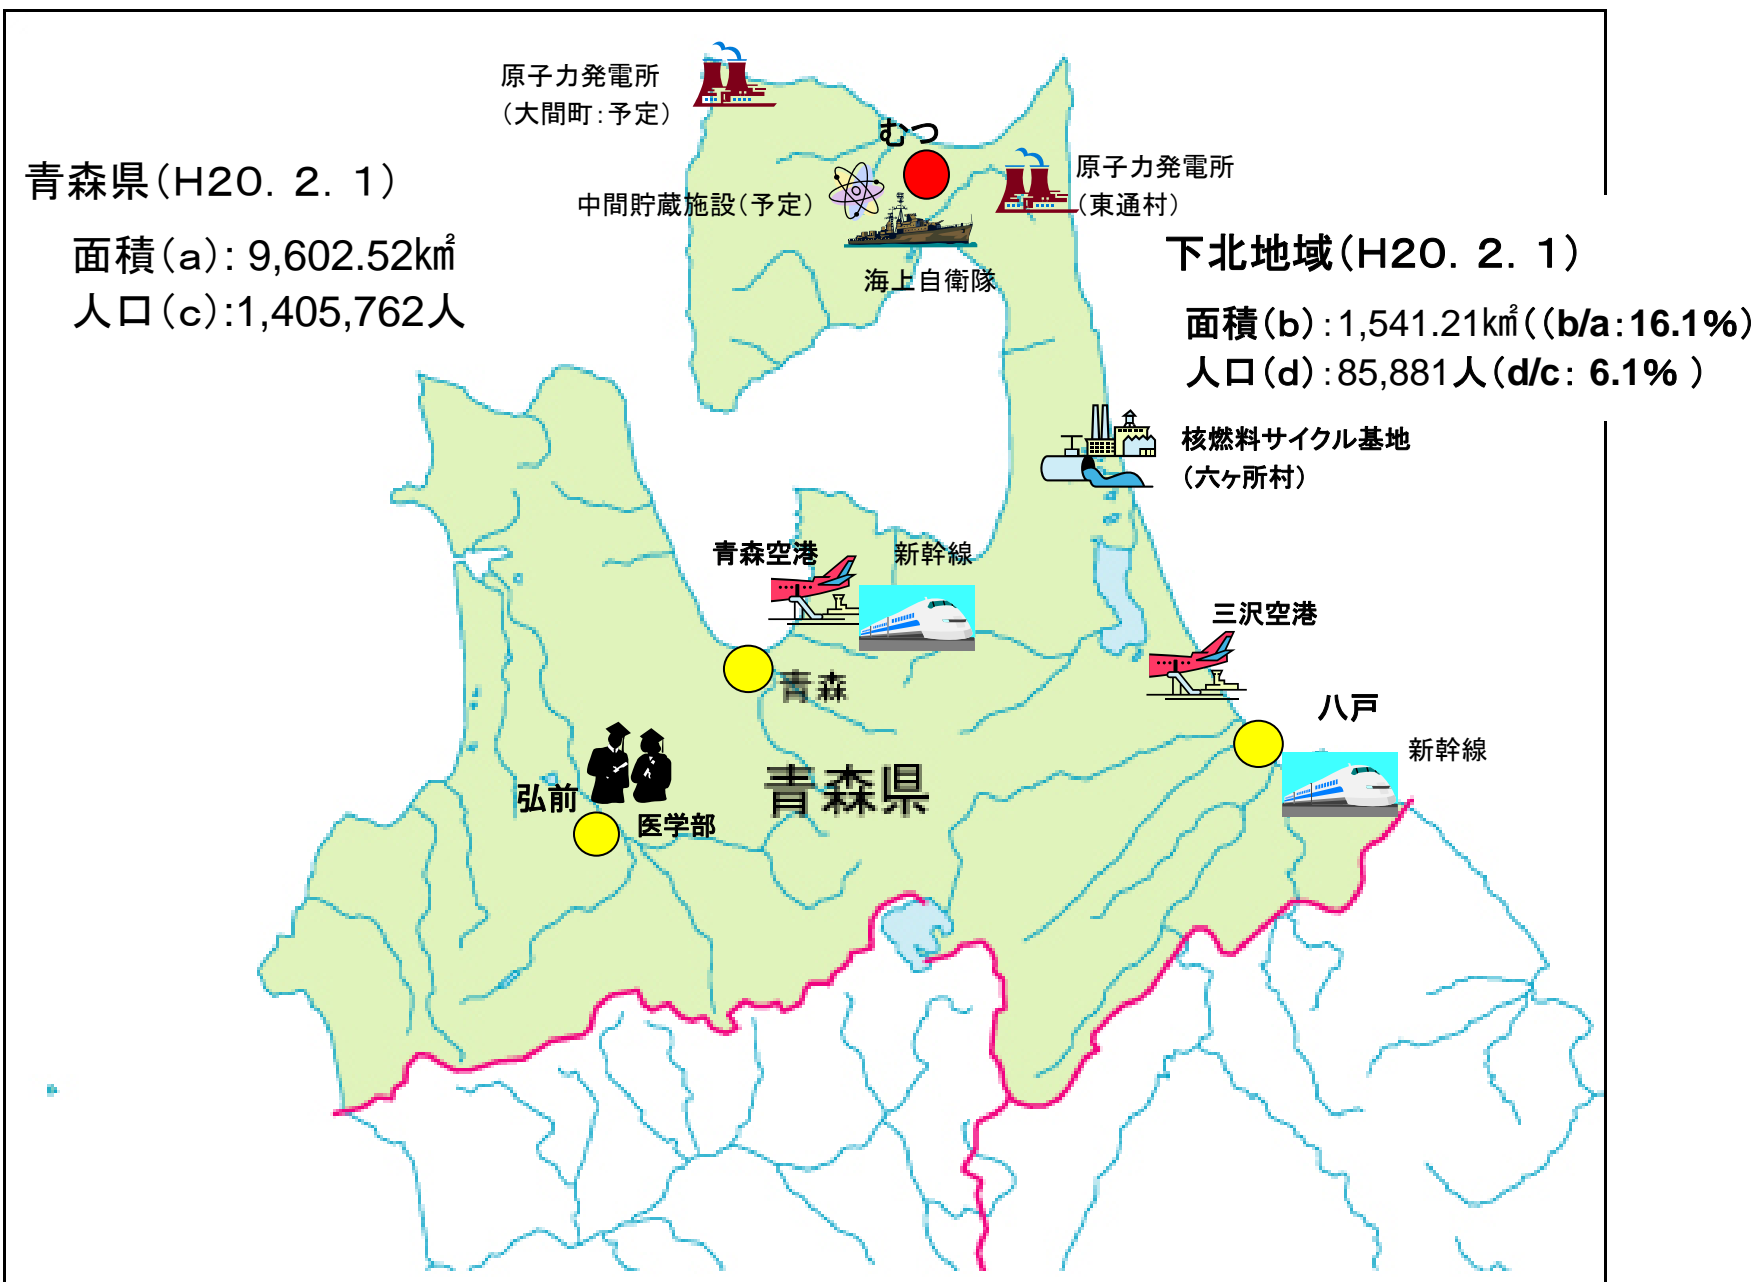 原子力発電所
（大間町：予定）
むつ
青森県（H20．2．1）
原子力発電所
（東通村）
中間貯蔵施設（予定）
面積（a）：9,602.52㎢
人口（c）：1,405,762人
下北地域（H20．2．1）
海上自衛隊
面積（b）：1,541.21㎢（（b/a：16.1%）
人口（d）：85,881人（d/c：6.1% ）
核燃料サイクル基地
（六ヶ所村）
青森空港
新幹線
三沢空港
青森
八戸
新幹線
青森県
弘前
医学部